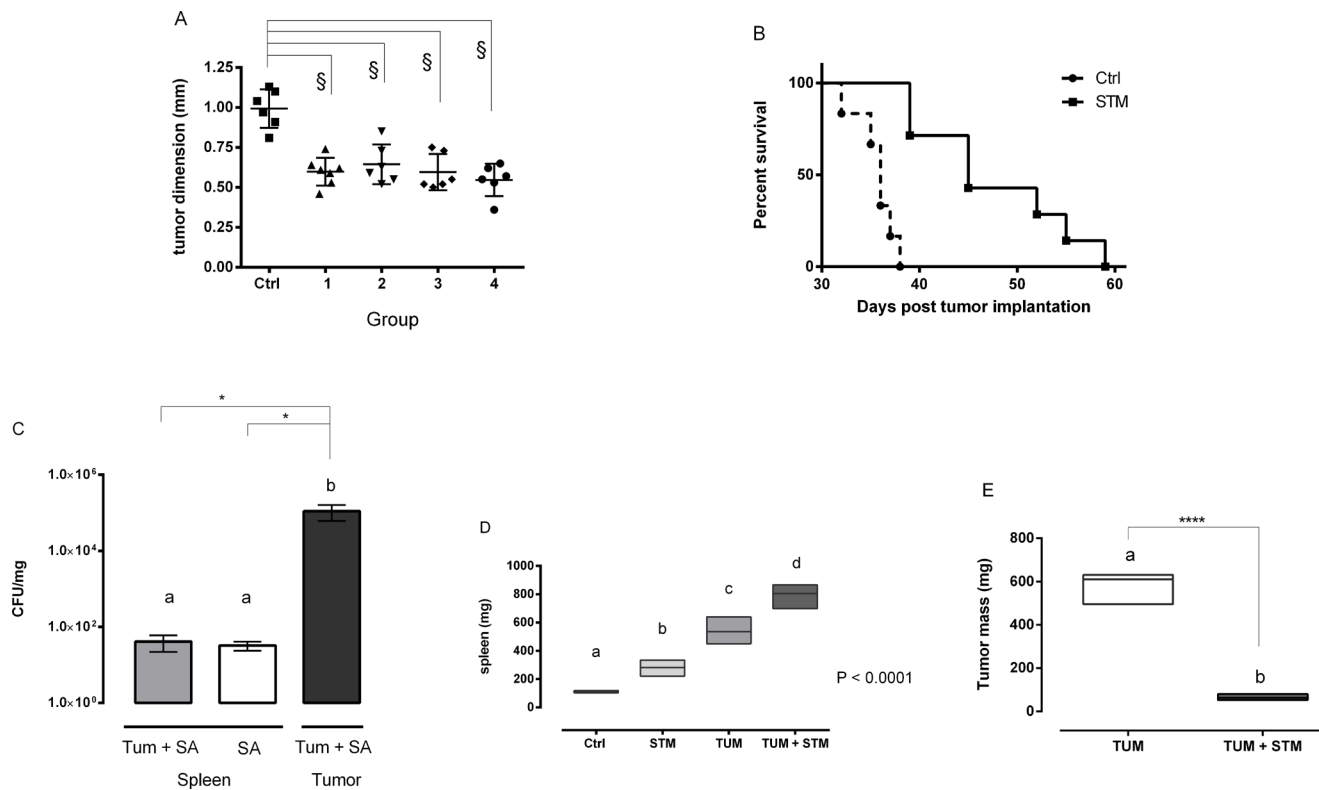 A
§ § § §
tumor dimension (mm)
1.25
1.00
0.75
0.50
0.25
0.00
Ctrl 1 2 3 4
Group
B
Percent survival
100
50
0
Ctrl
STM
30 40 50 60
Days post tumor implantation
C
* *
CFU/mg
1.0×10⁶
1.0×10⁴
1.0×10²
1.0×10⁰
a a b
Tum + SA SA Tum + SA
Spleen Tumor
D
spleen (mg)
1000
800
600
400
200
0
a b c d
P < 0.0001
Ctrl STM TUM TUM + STM
E
****
Tumor mass (mg)
800
600
400
200
0
a b
TUM TUM + STM